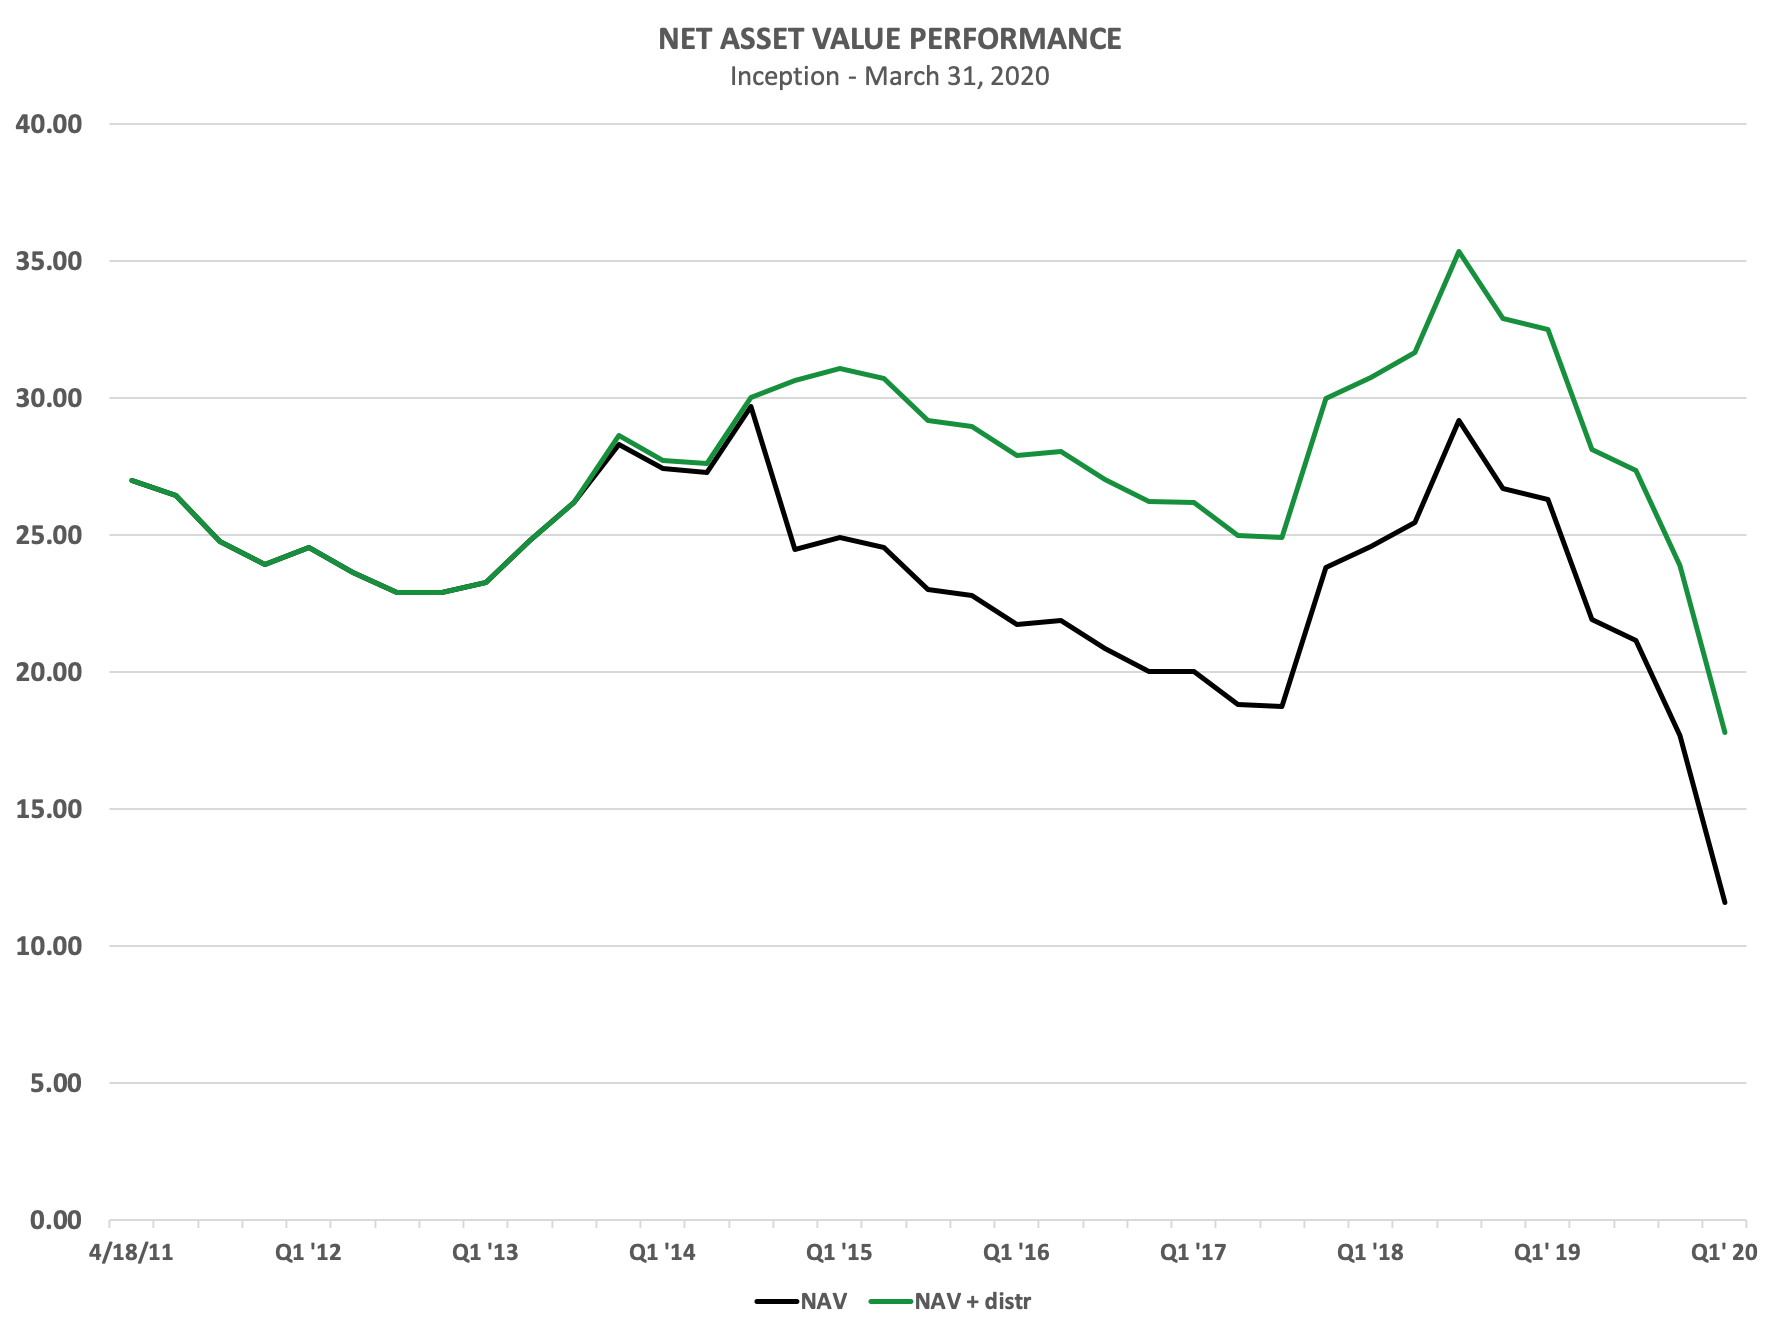 NET ASSET VALUE PERFORMANCE
Inception - March 31, 2020
40.00
35.00
30.00
25.00
20.00
15.00
10.00
5.00
0.00
4/18/11 Q1 '12 Q1 '13 Q1 '14 Q1 '15 Q1 '16 Q1 '17 Q1 '18 Q1' 19 Q1' 20
NAV NAV + distr